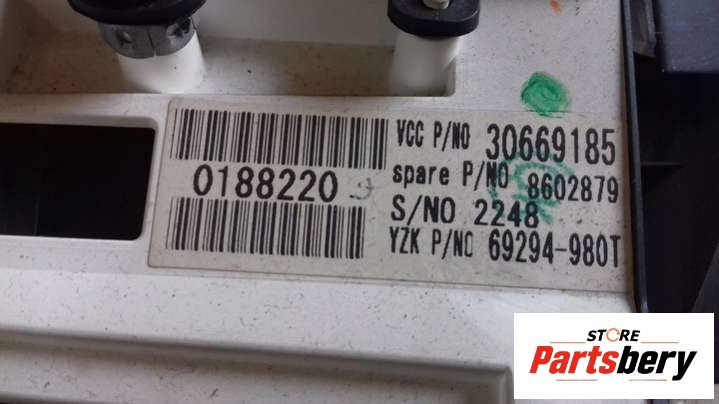 VCC P/NO 30669185
spare P/NO 8602879
S/NO 2248
YZK P/NO 69294-980T
0188220
STORE
Partsbery